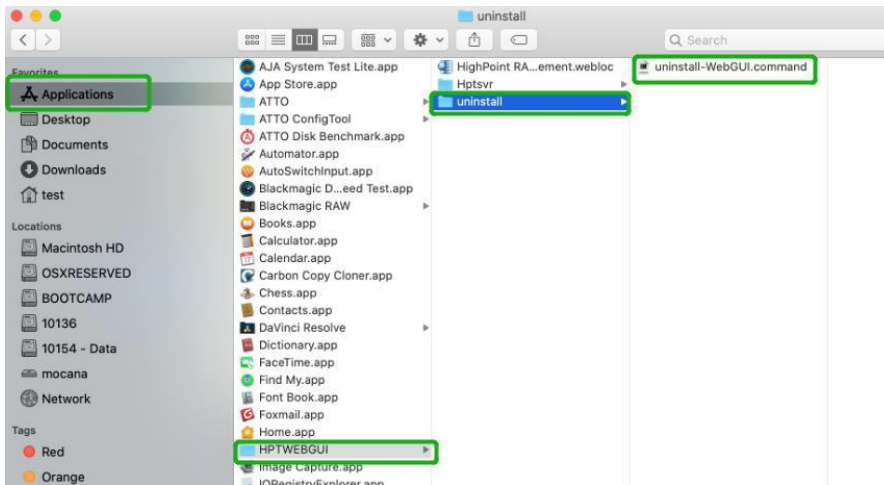 uninstall
Search
Favorites
Applications
Desktop
Documents
Downloads
test
Locations
Macintosh HD
OSXRESERVED
BOOTCAMP
10136
10154 - Data
mocana
Network
Tags
Red
Orange
AJA System Test Lite.app
App Store.app
ATTO
ATTO ConfigTool
ATTO Disk Benchmark.app
Automator.app
AutoSwitchInput.app
Blackmagic D...eed Test.app
Blackmagic RAW
Books.app
Calculator.app
Calendar.app
Carbon Copy Cloner.app
Chess.app
Contacts.app
DaVinci Resolve
Dictionary.app
FaceTime.app
Find My.app
Font Book.app
Foxmail.app
Home.app
HPTWEBGUI
Image Capture.app
IORegistryExplorer.app
HighPoint RA...ement.webloc
Hptsvr
uninstall
uninstall-WebGUI.command